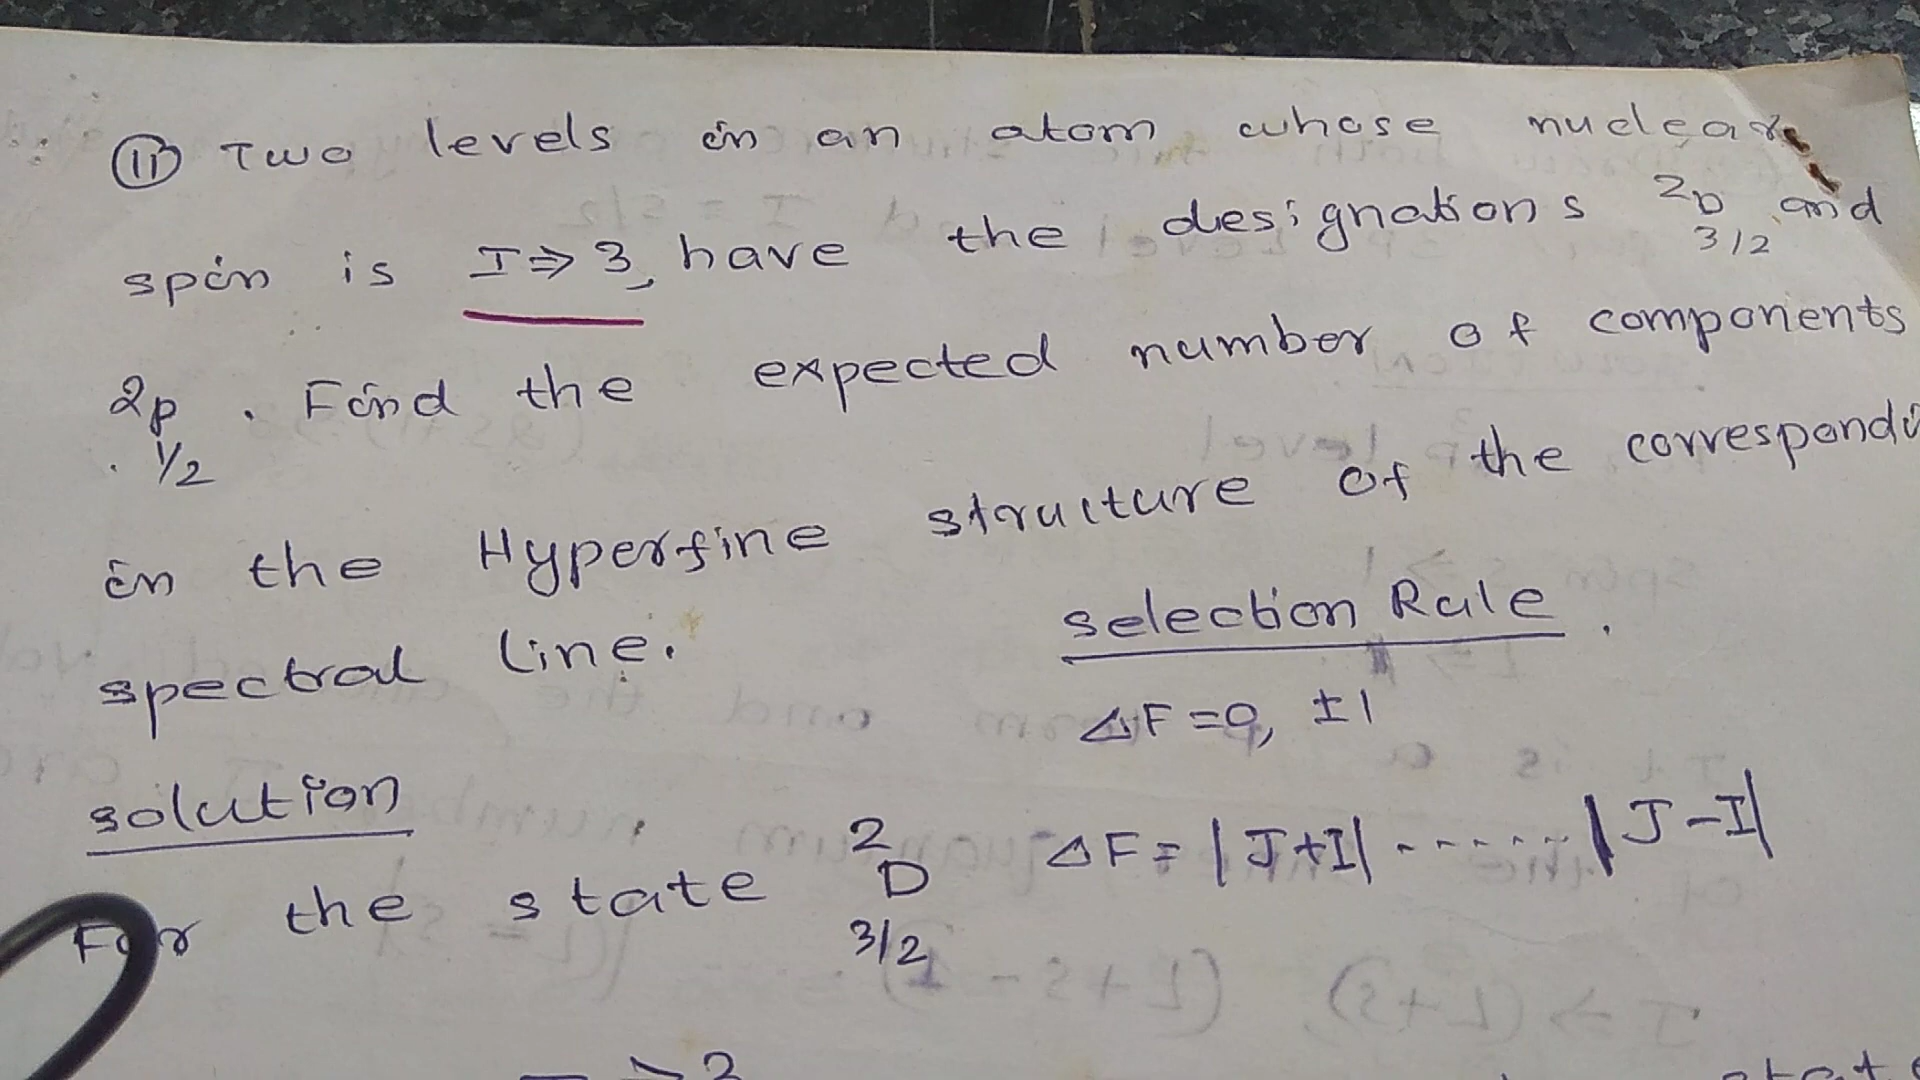 11 Two levels in an atom whose nuclear
spin is I⇒3, have the designations 2D3/2 and
2p1/2. Find the expected number of components
in the Hyperfine structure of the
spectral line.
selection Rule.
ΔF=0, ±1
solution
For the state 2D3/2 ΔF=|J+I|------|J-I|